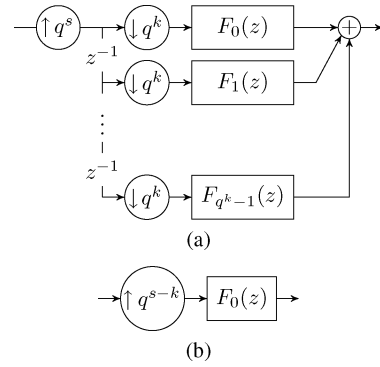 ↑ q^s ↓ q^k F_0(z) +
z^{-1}
↓ q^k F_1(z)
⋮
z^{-1}
↓ q^k F_{q^k-1}(z)
(a)
↑ q^{s-k} F_0(z)
(b)